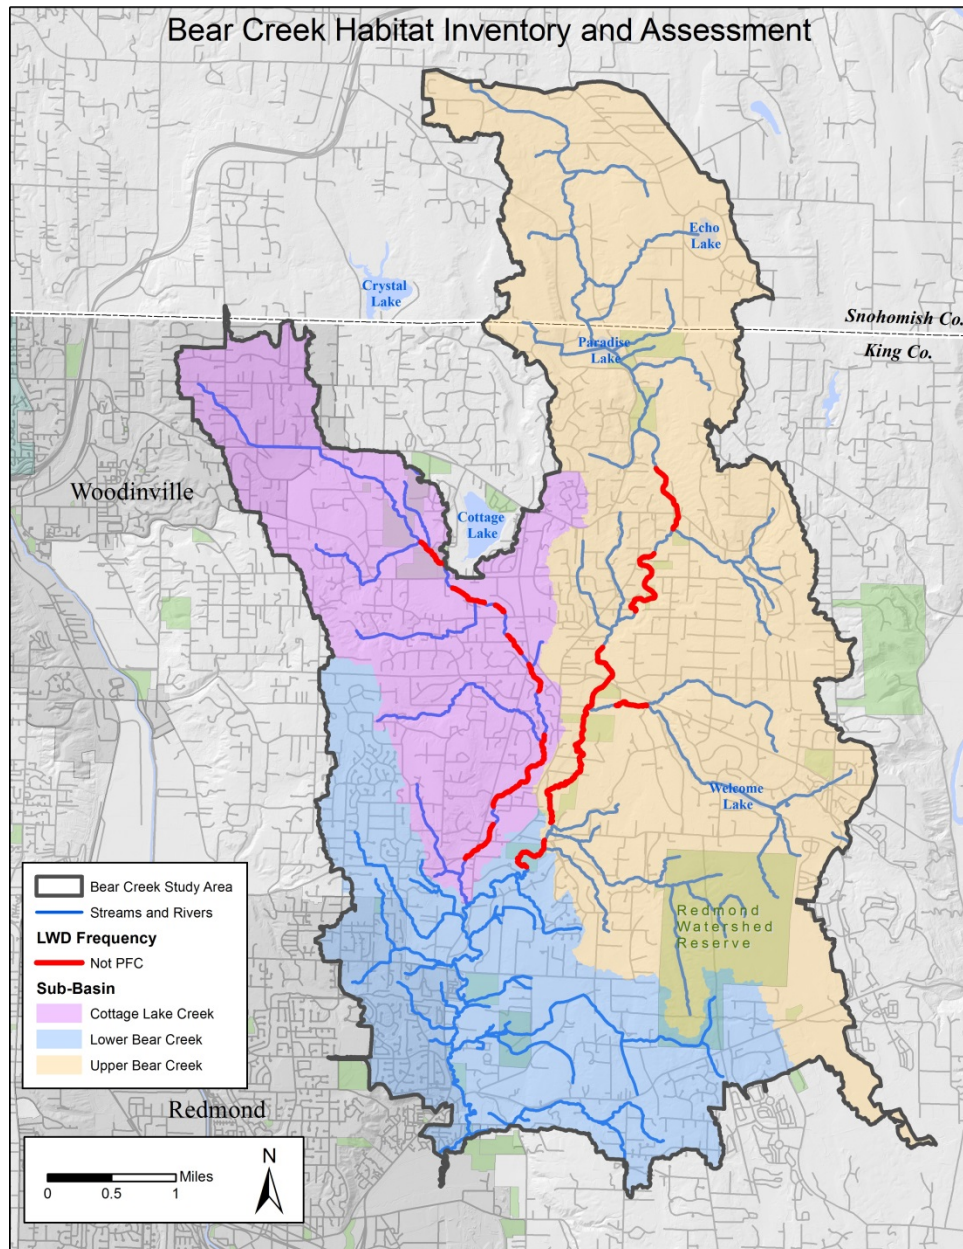 Bear Creek Habitat Inventory and Assessment
Echo
Lake
Crystal
Lake
Snohomish Co.
King Co.
Paradise
Lake
Woodinville
Cottage
Lake
Welcome
Lake
Redmond
Watershed
Reserve
Bear Creek Study Area
Streams and Rivers
LWD Frequency
Not PFC
Sub-Basin
Cottage Lake Creek
Lower Bear Creek
Upper Bear Creek
Redmond
N
Miles
0 0.5 1